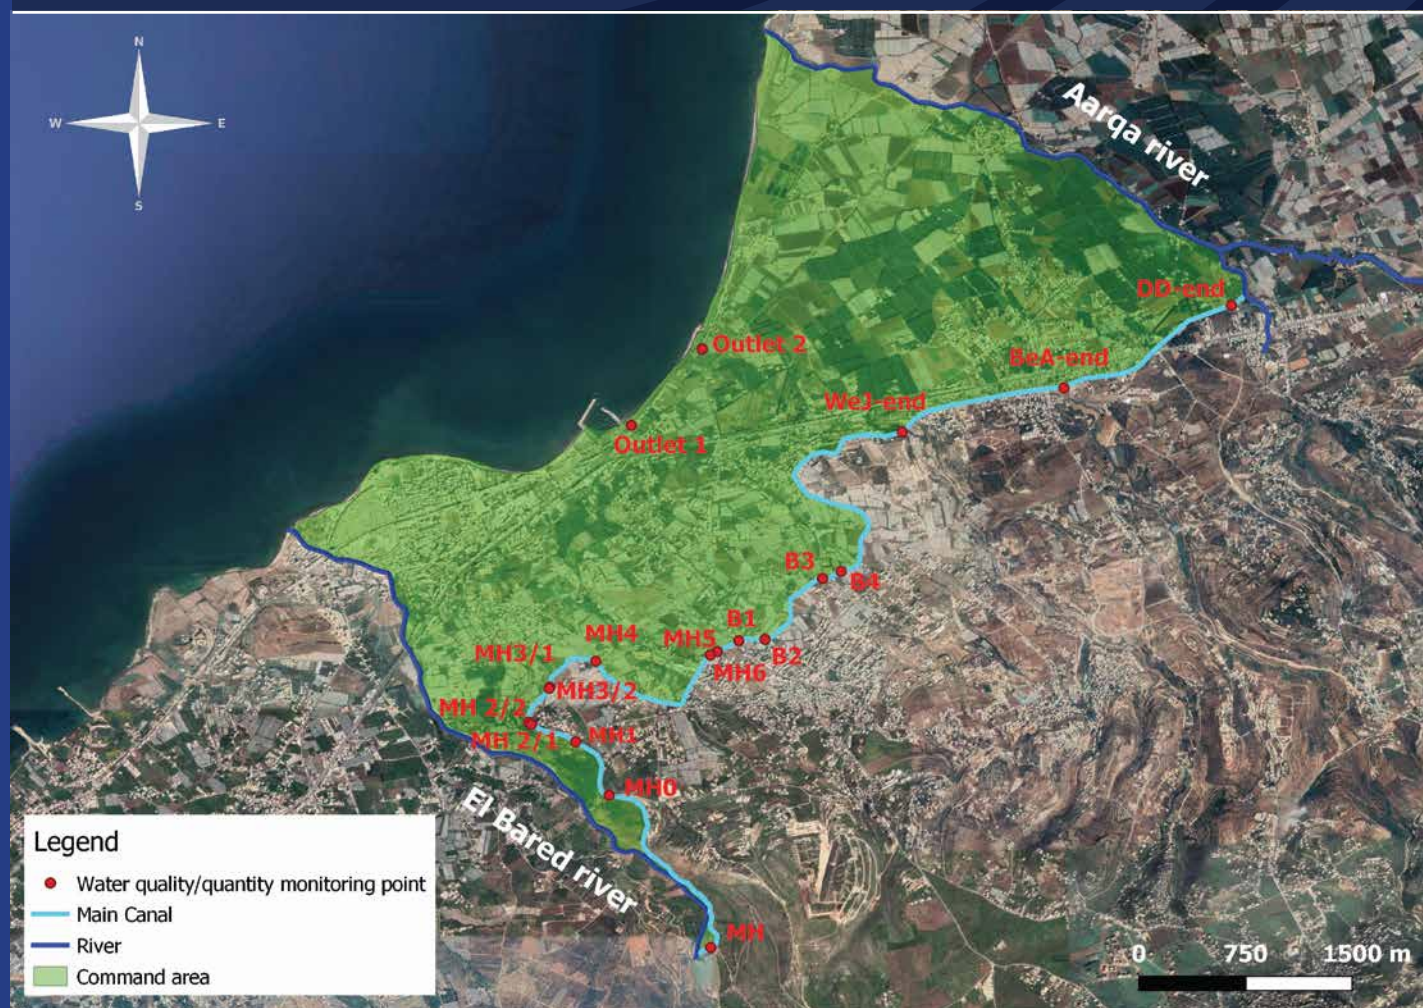 N
W
E
S
Aarqa river
DD-end
Outlet 2
BeA-end
WeJ-end
Outlet 1
B3
B4
B1
MH4
MH5
B2
MH3/1
MH6
MH3/2
MH 2/2
MH 2/1
MH1
MH0
El Bared river
MH
Legend
Water quality/quantity monitoring point
Main Canal
River
Command area
0 750 1500 m